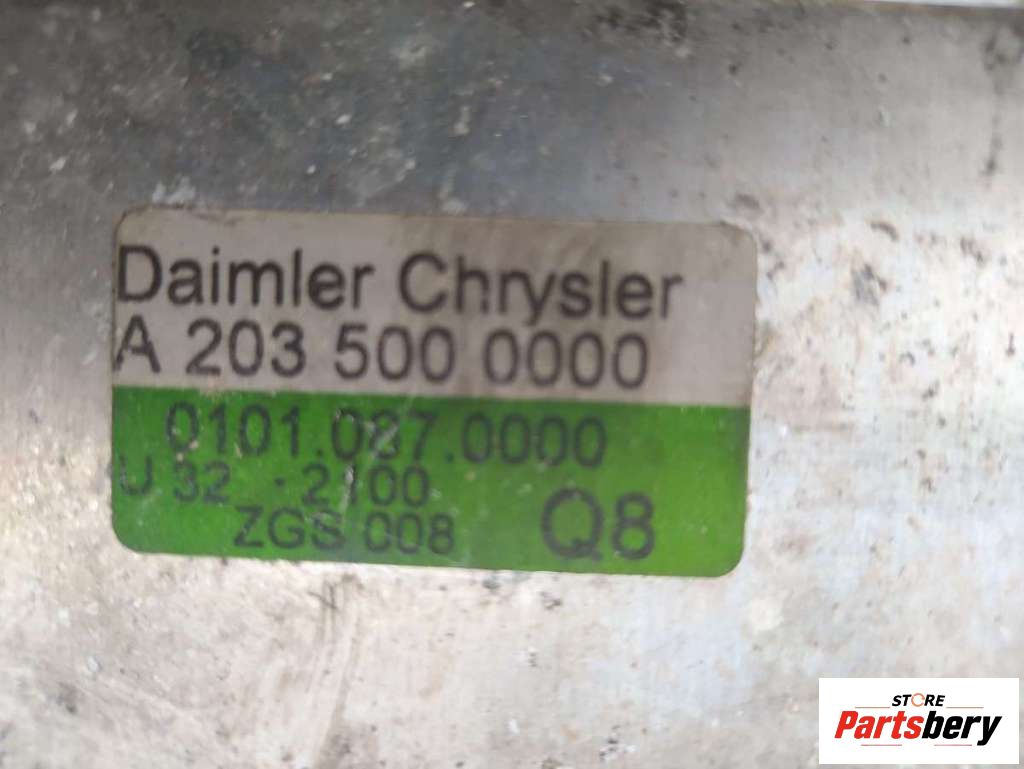 Daimler Chrysler
A 203 500 0000
0101.087.0000
U 32 - 2100
ZGS 008 Q8
STORE
Partsbery